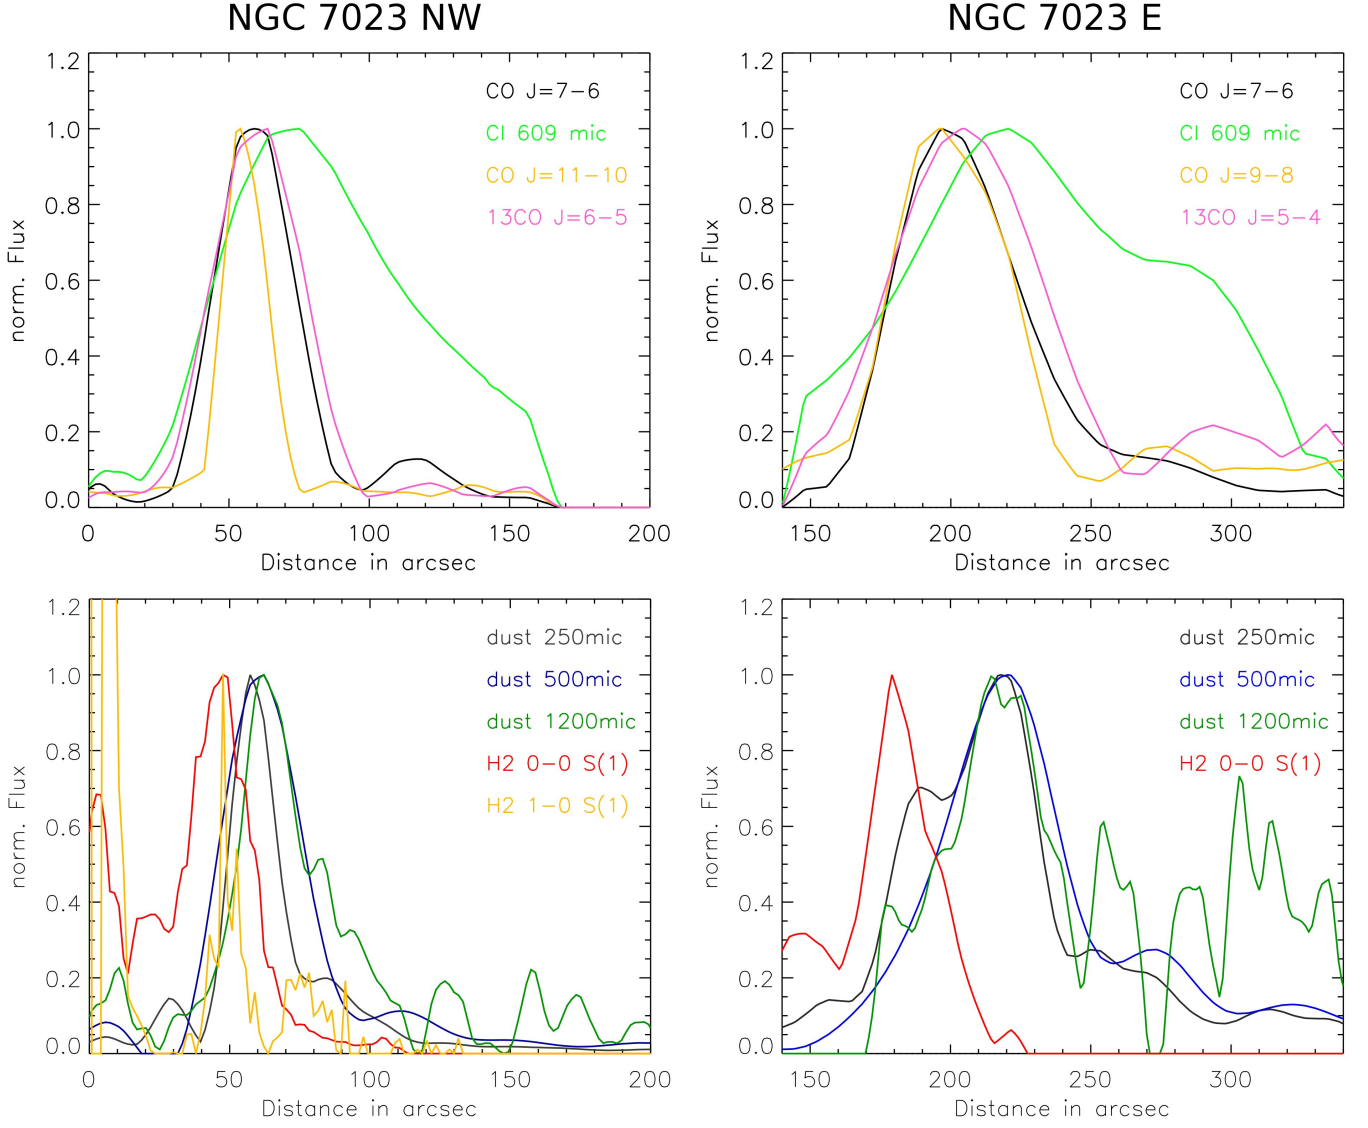 NGC 7023 NW
1.2
1.0
0.8
0.6
0.4
0.2
0.0
norm. Flux
CO J=7-6
CI 609 mic
CO J=11-10
13CO J=6-5
0 50 100 150 200
Distance in arcsec
NGC 7023 E
1.2
1.0
0.8
0.6
0.4
0.2
0.0
norm. Flux
CO J=7-6
CI 609 mic
CO J=9-8
13CO J=5-4
150 200 250 300
Distance in arcsec
1.2
1.0
0.8
0.6
0.4
0.2
0.0
norm. Flux
dust 250mic
dust 500mic
dust 1200mic
H2 0-0 S(1)
H2 1-0 S(1)
0 50 100 150 200
Distance in arcsec
1.2
1.0
0.8
0.6
0.4
0.2
0.0
norm. Flux
dust 250mic
dust 500mic
dust 1200mic
H2 0-0 S(1)
150 200 250 300
Distance in arcsec